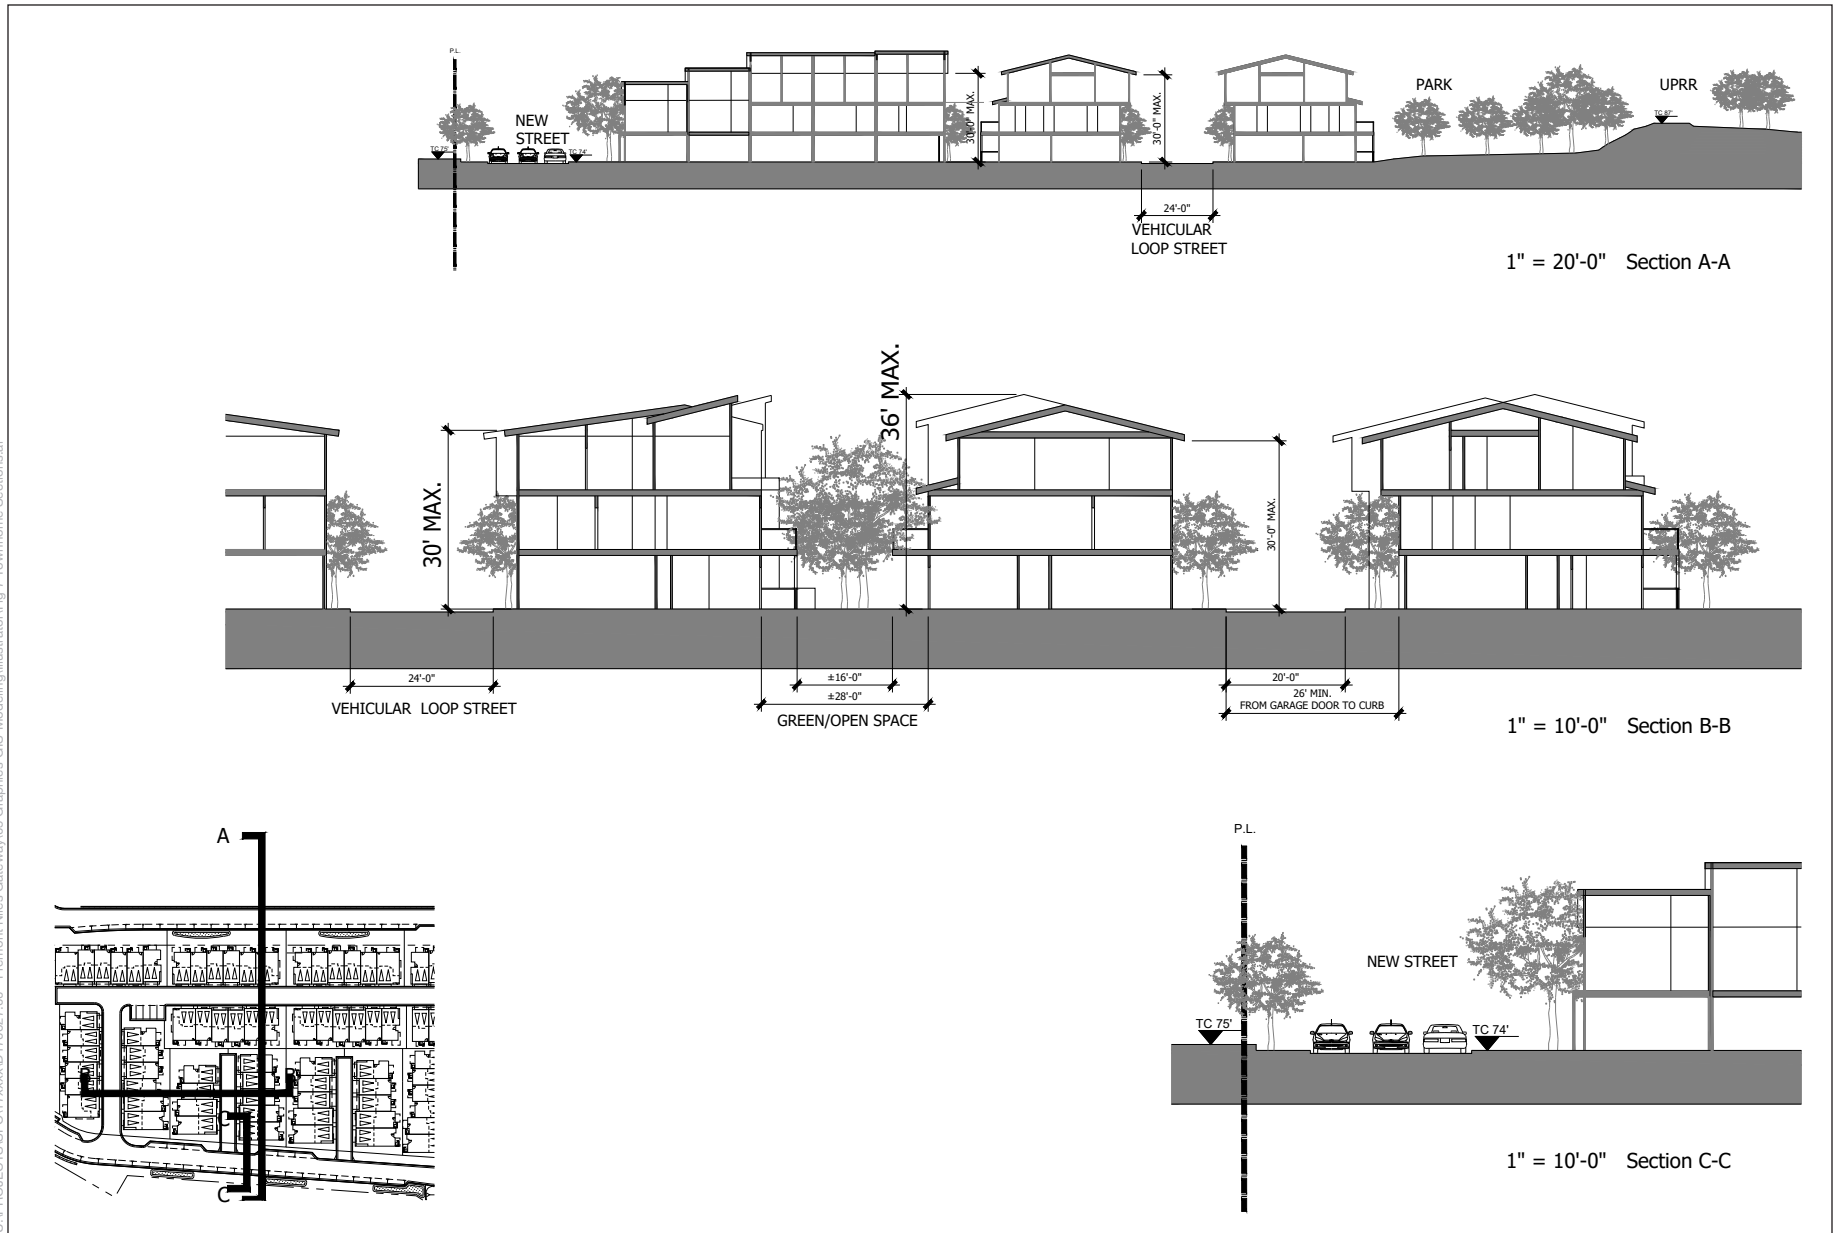 P.L.
NEW
STREET
TC 75'
TC 74'
30'-0" MAX.
30'-0" MAX.
PARK
UPRR
TC 87'
24'-0"
VEHICULAR
LOOP STREET
1" = 20'-0" Section A-A
30' MAX.
36' MAX.
30'-0" MAX.
24'-0"
VEHICULAR LOOP STREET
±16'-0"
±28'-0"
GREEN/OPEN SPACE
20'-0"
26' MIN.
FROM GARAGE DOOR TO CURB
1" = 10'-0" Section B-B
A
C
C
P.L.
NEW STREET
TC 75'
TC 74'
1" = 10'-0" Section C-C